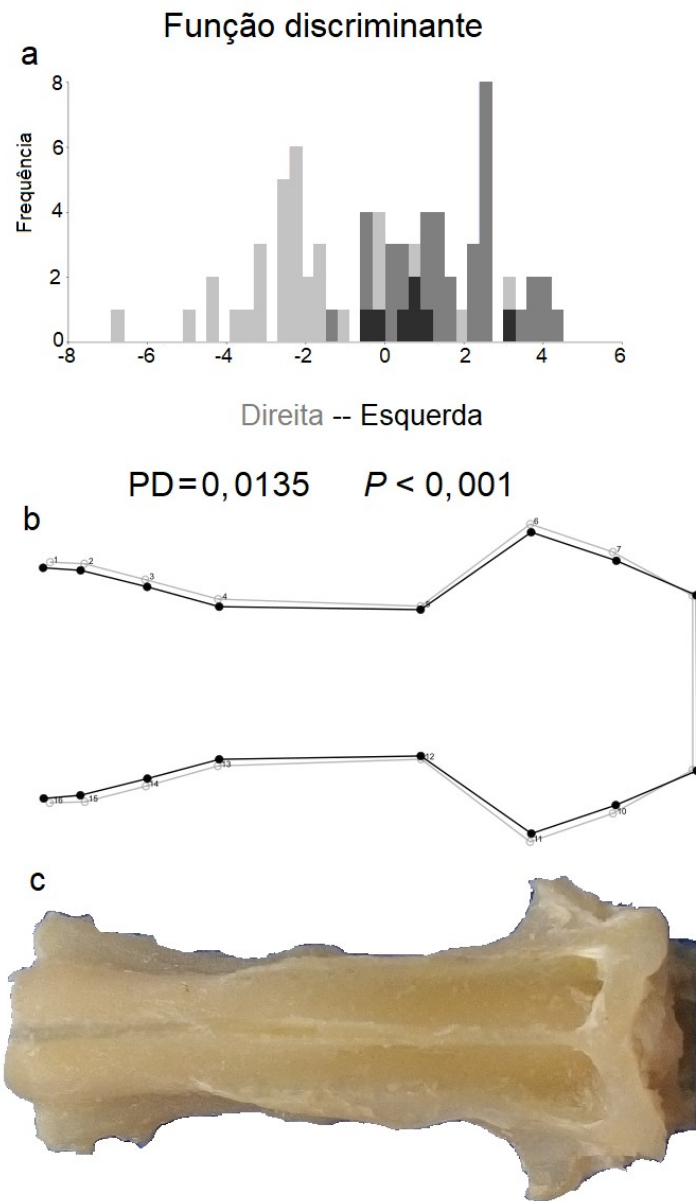 Função discriminante
a
Frequência
8
6
4
2
0
-8 -6 -4 -2 0 2 4 6
Direita -- Esquerda
PD=0,0135 P < 0,001
b
1 2 3 4 5 6 7
16 15 14 13 12 11 10
c